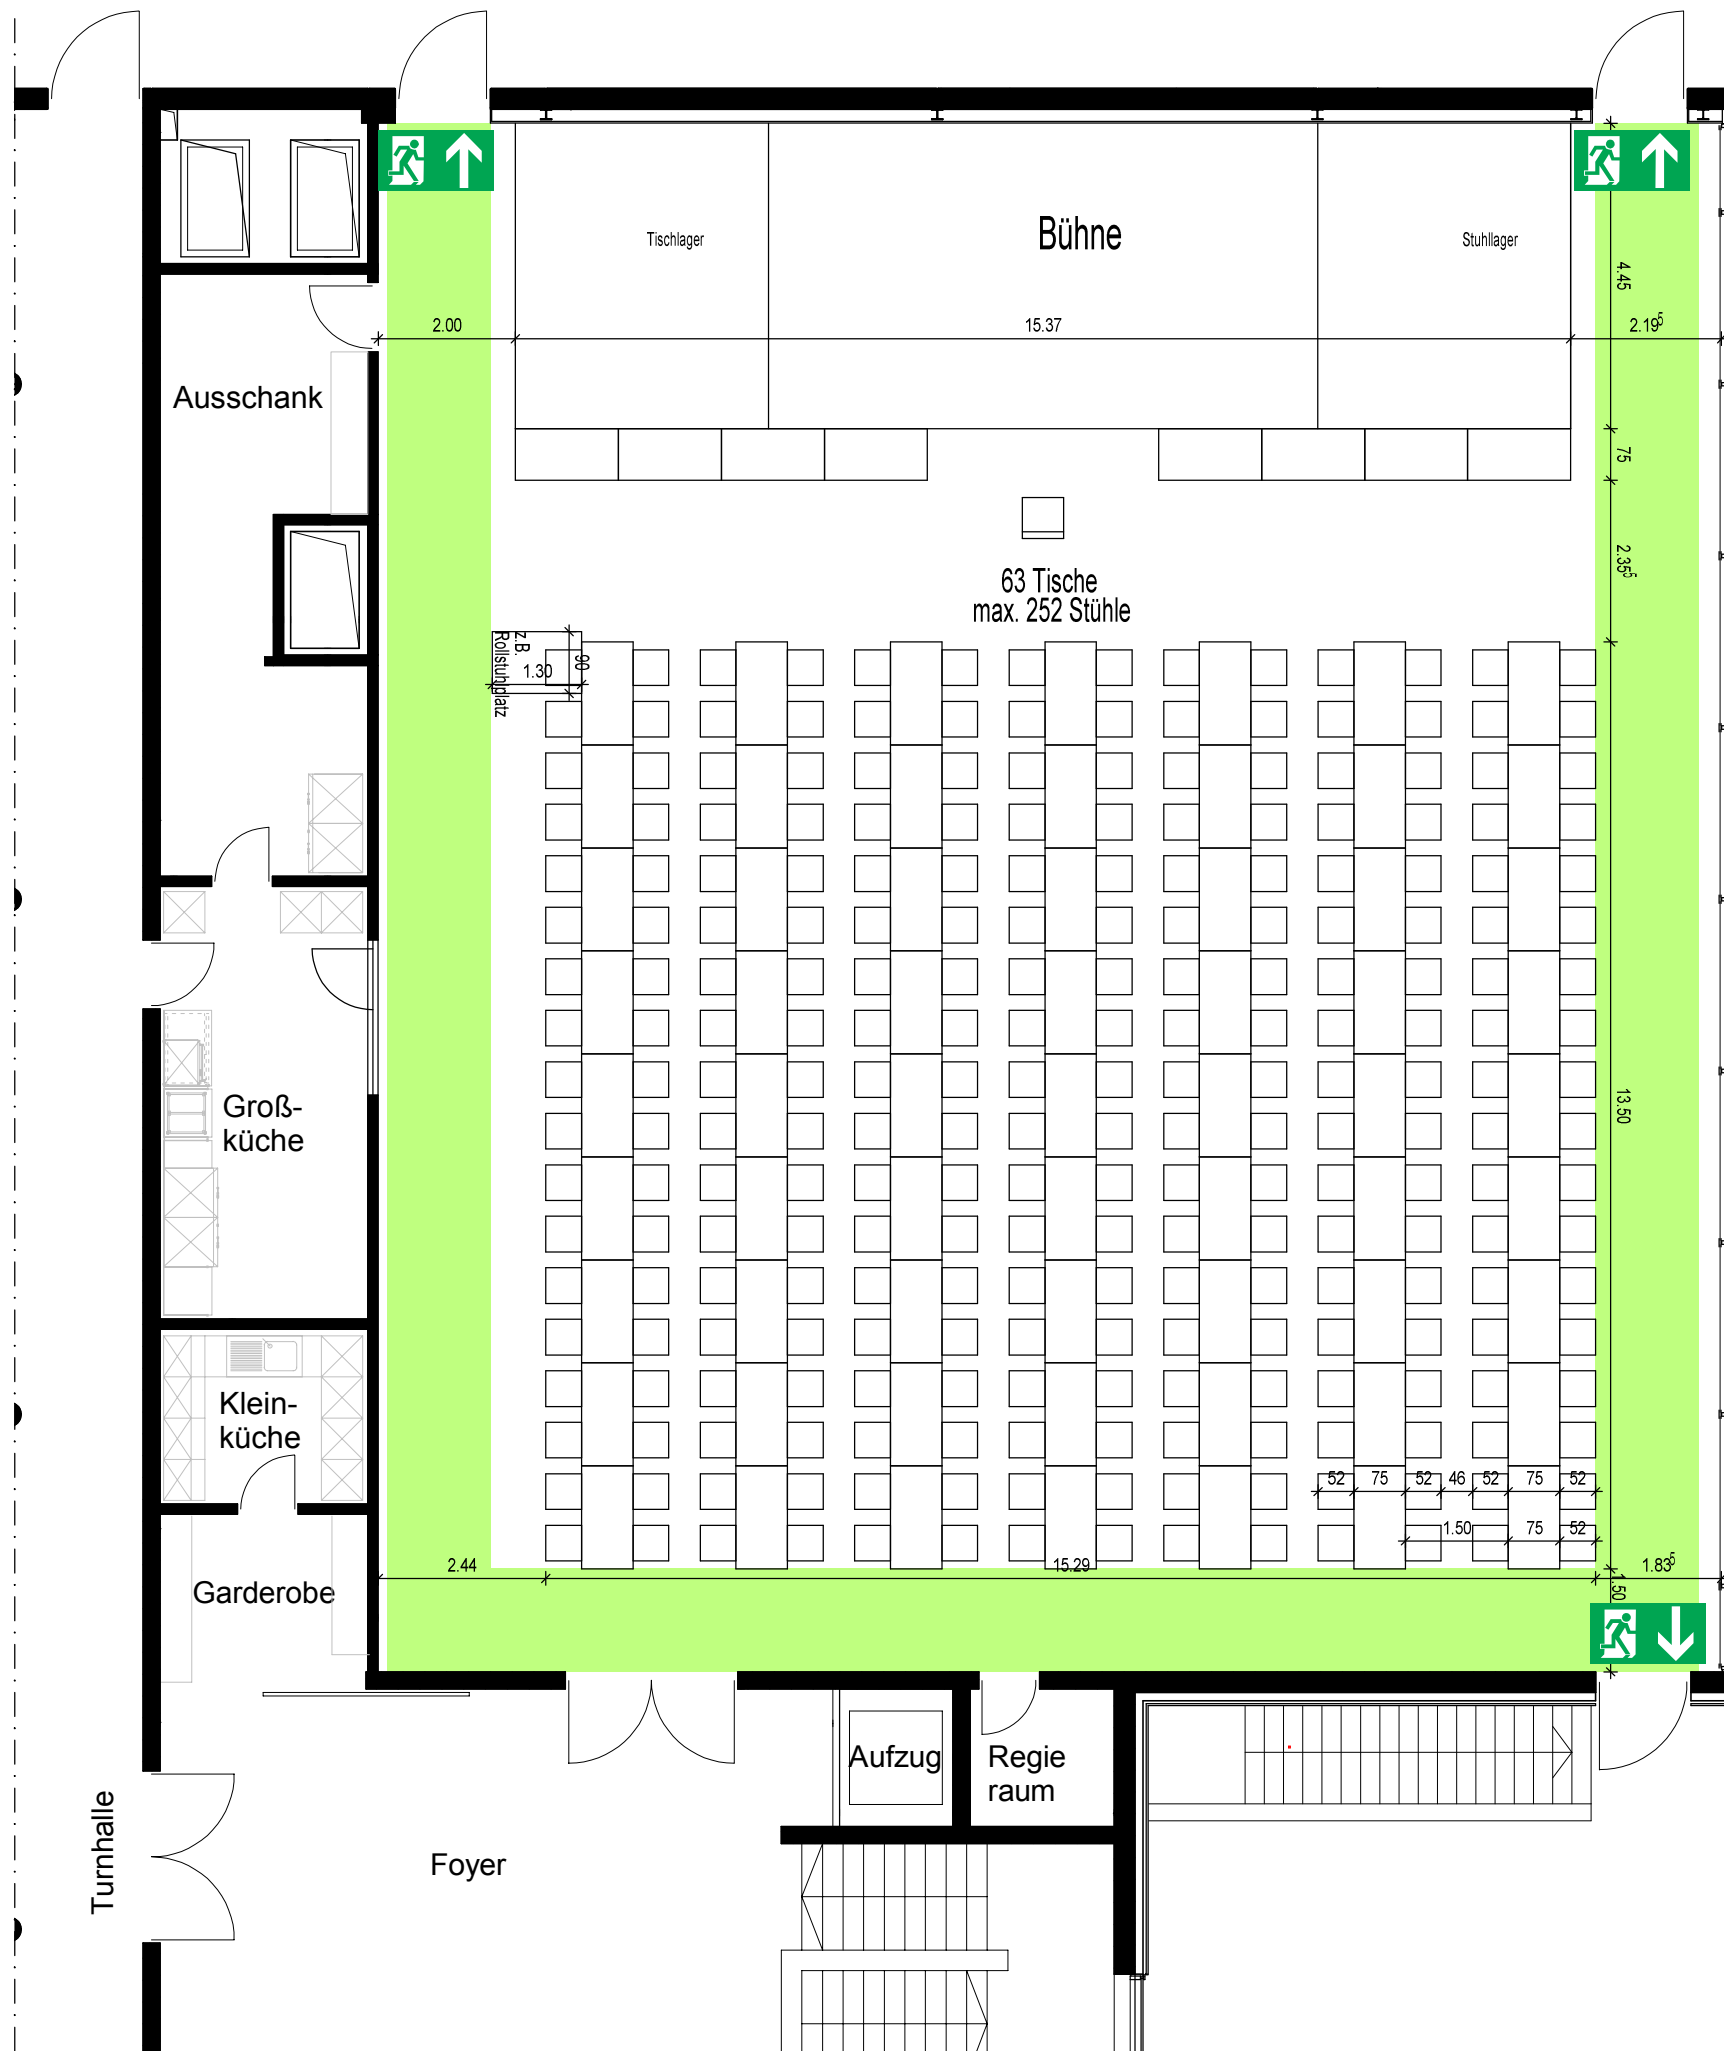 Tischlager
Bühne
Stuhllager
4.45
2.00
15.37
2.19⁵
Ausschank
75
2.35⁵
63 Tische
max. 252 Stühle
z.B.
Rollstuhlplatz
1.30
90
13.50
Groß-
küche
Klein-
küche
52 75 52 46 52 75 52
1.50 75 52
2.44
15.29
1.83⁵
1.50
Garderobe
Aufzug
Regie
raum
Turnhalle
Foyer